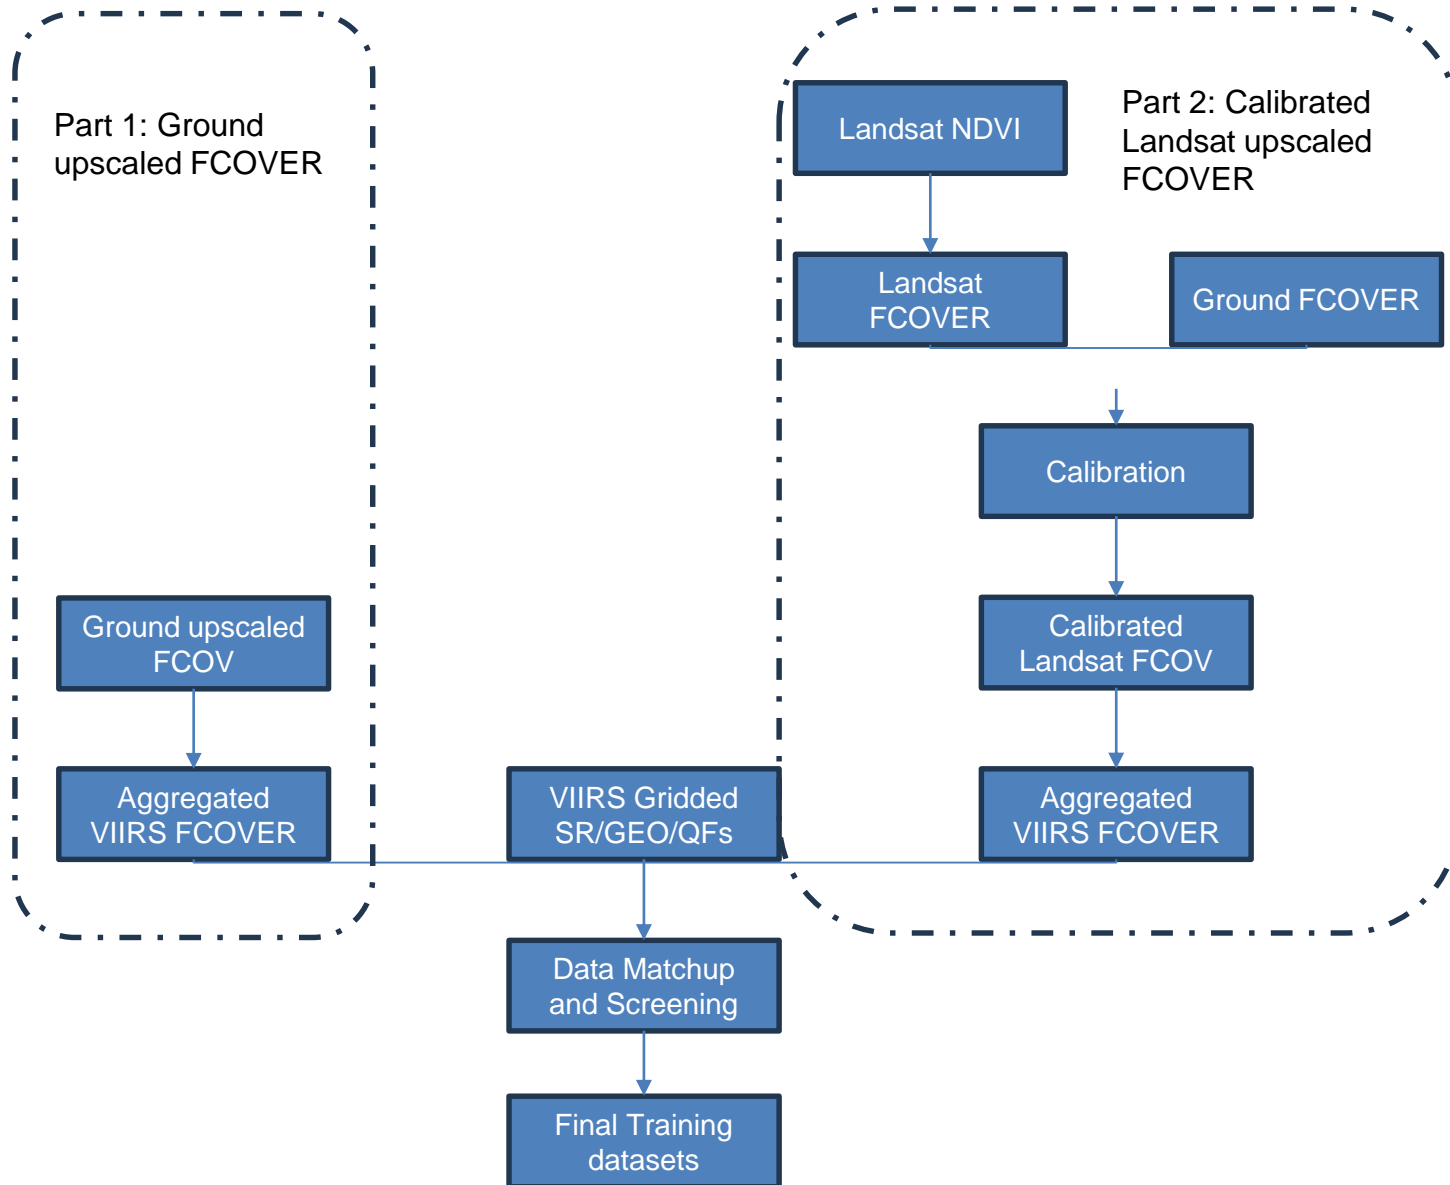 Part 1: Ground
upscaled FCOVER
Landsat NDVI
Part 2: Calibrated
Landsat upscaled
FCOVER
Landsat
FCOVER
Ground FCOVER
Calibration
Ground upscaled
FCOV
Calibrated
Landsat FCOV
Aggregated
VIIRS FCOVER
VIIRS Gridded
SR/GEO/QFs
Aggregated
VIIRS FCOVER
Data Matchup
and Screening
Final Training
datasets